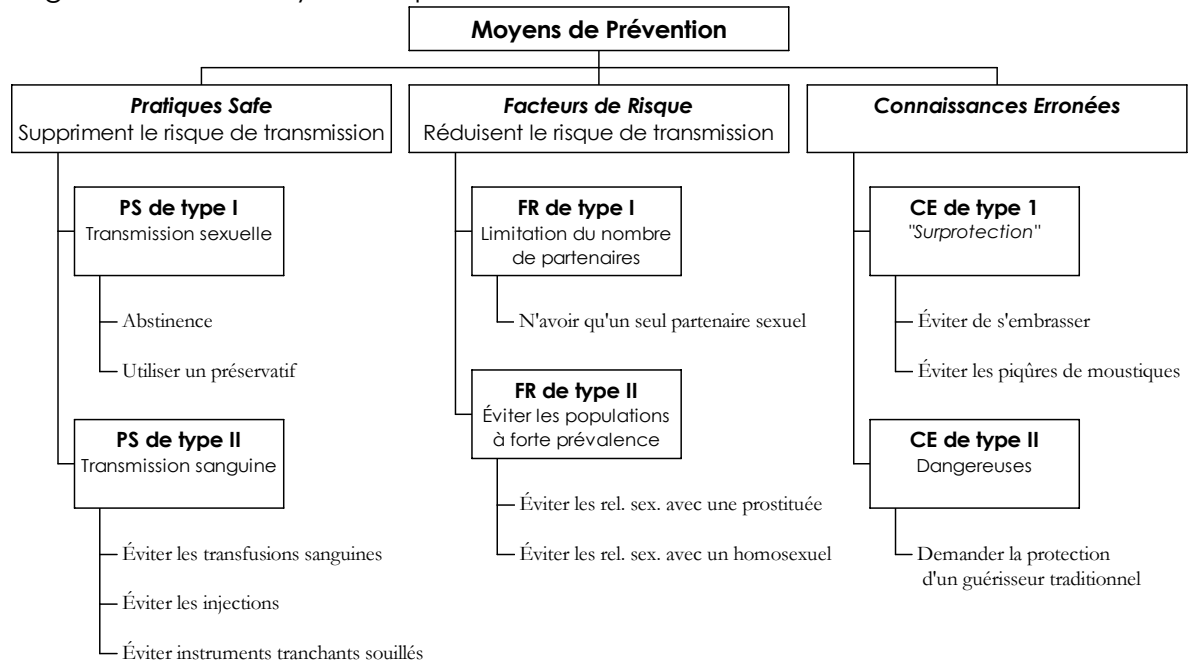 Moyens de Prévention
Pratiques Safe
Suppriment le risque de transmission
Facteurs de Risque
Réduisent le risque de transmission
Connaissances Erronées
PS de type I
Transmission sexuelle
Abstinence
Utiliser un préservatif
PS de type II
Transmission sanguine
Éviter les transfusions sanguines
Éviter les injections
Éviter instruments tranchants souillés
FR de type I
Limitation du nombre
de partenaires
N'avoir qu'un seul partenaire sexuel
FR de type II
Éviter les populations
à forte prévalence
Éviter les rel. sex. avec une prostituée
Éviter les rel. sex. avec un homosexuel
CE de type 1
"Surprotection"
Éviter de s'embrasser
Éviter les piqûres de moustiques
CE de type II
Dangereuses
Demander la protection
d'un guérisseur traditionnel